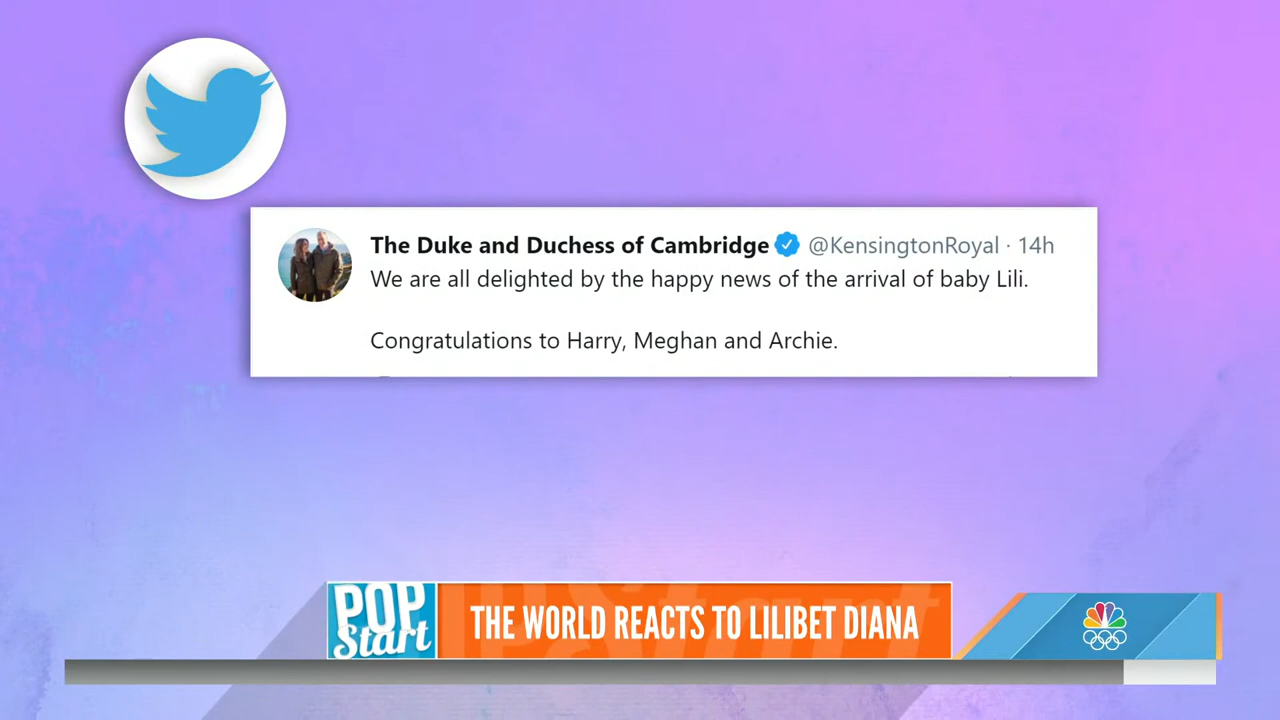 The Duke and Duchess of Cambridge @KensingtonRoyal · 14h
We are all delighted by the happy news of the arrival of baby Lili.
Congratulations to Harry, Meghan and Archie.
POP
Start
THE WORLD REACTS TO LILIBET DIANA